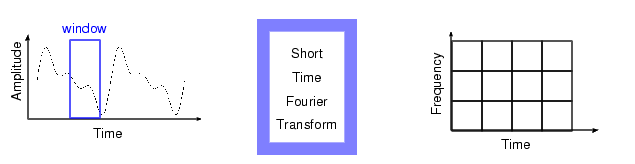 window
Amplitude
Time
Short
Time
Fourier
Transform
Frequency
Time